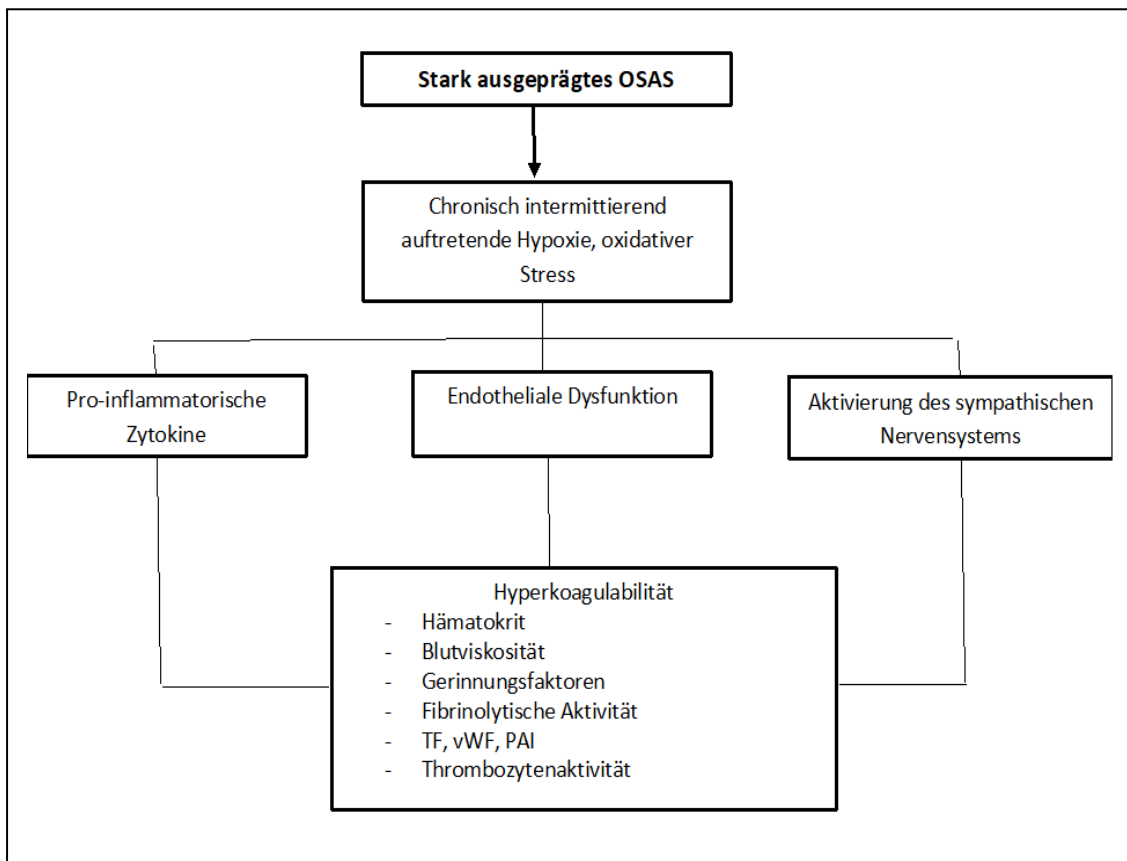 Stark ausgeprägtes OSAS
Chronisch intermittierend
auftretende Hypoxie, oxidativer
Stress
Pro-inflammatorische
Zytokine
Endotheliale Dysfunktion
Aktivierung des sympathischen
Nervensystems
Hyperkoagulabilität
- Hämatokrit
- Blutviskosität
- Gerinnungsfaktoren
- Fibrinolytische Aktivität
- TF, vWF, PAI
- Thrombozytenaktivität